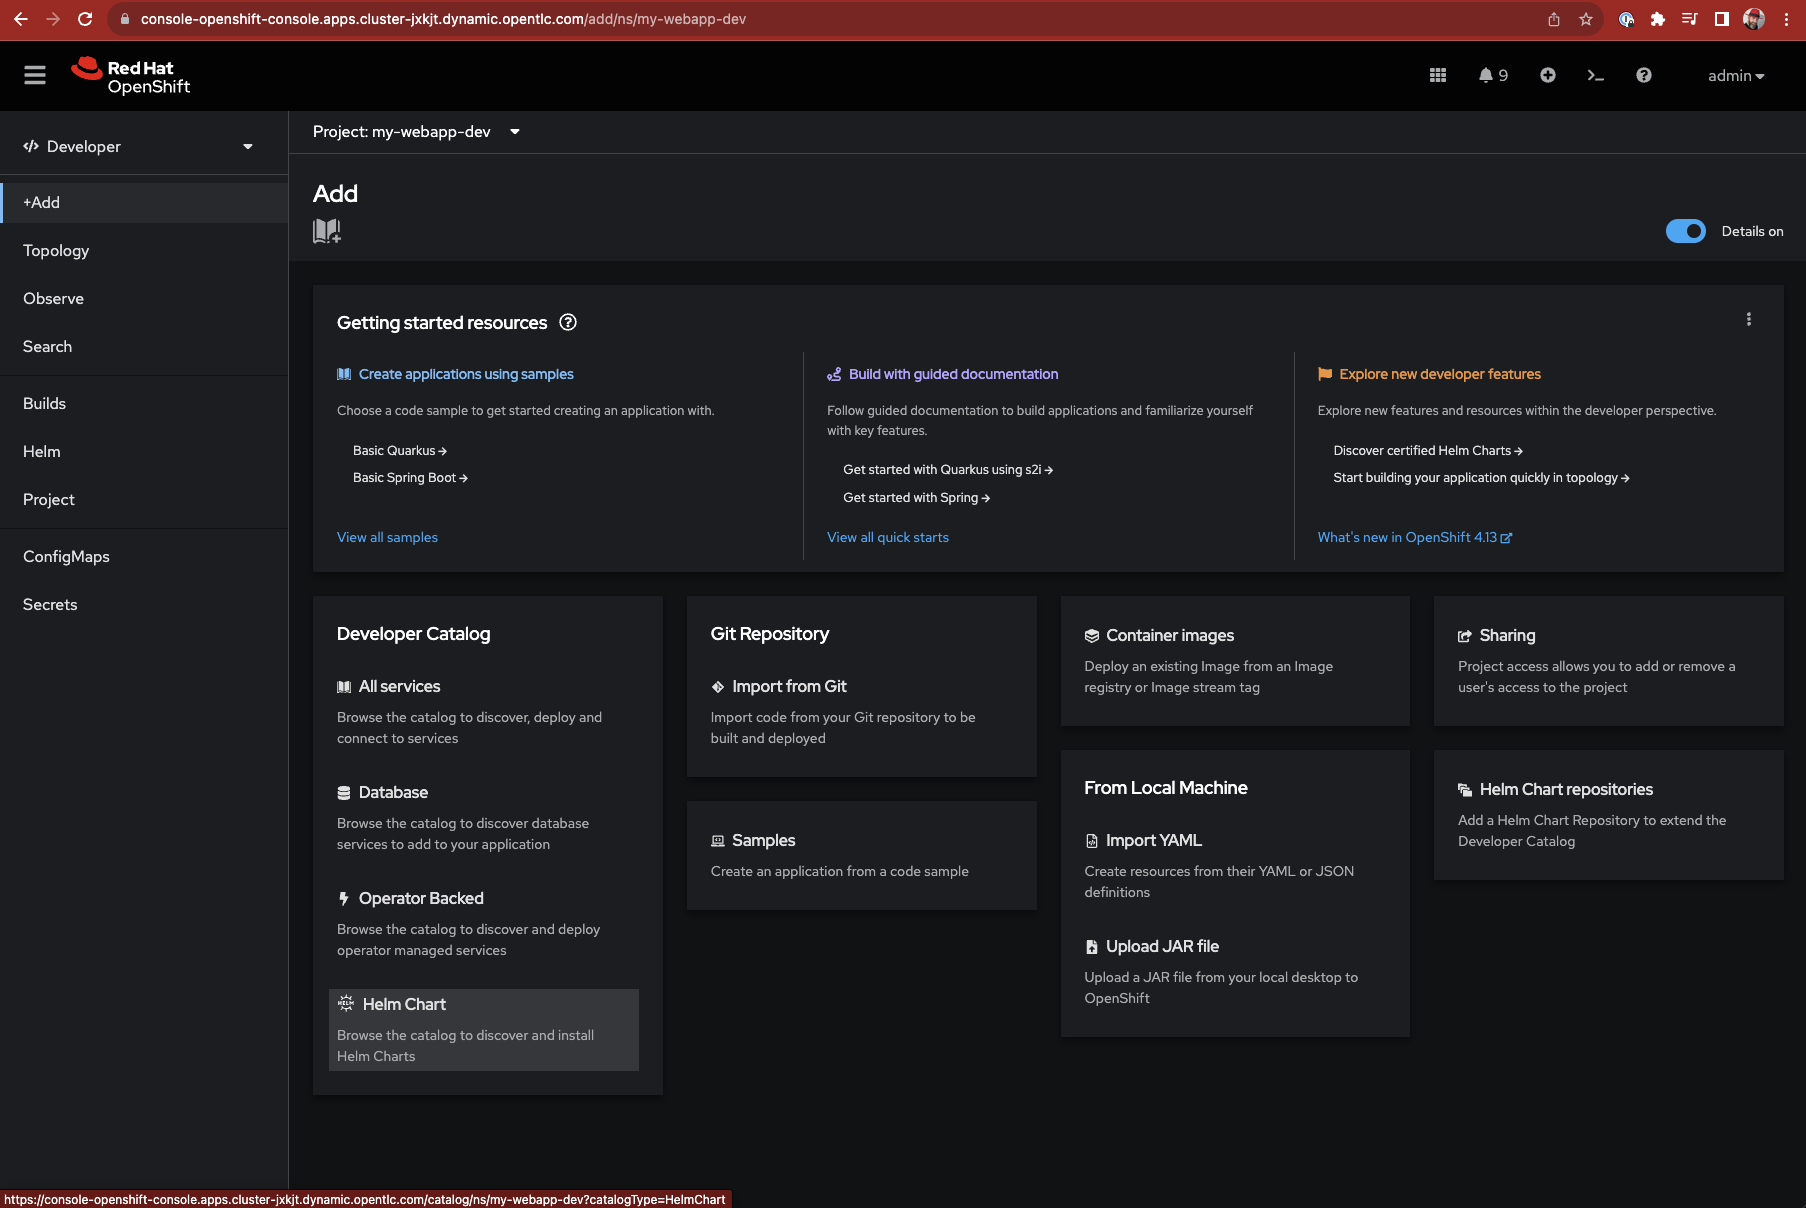 console-openshift-console.apps.cluster-jxkjt.dynamic.opentlc.com/add/ns/my-webapp-dev
Red Hat
OpenShift
9
admin
Developer
+Add
Topology
Observe
Search
Builds
Helm
Project
ConfigMaps
Secrets
Project: my-webapp-dev
Add
Details on
Getting started resources
Create applications using samples
Choose a code sample to get started creating an application with.
Basic Quarkus
Basic Spring Boot
View all samples
Build with guided documentation
Follow guided documentation to build applications and familiarize yourself
with key features.
Get started with Quarkus using s2i
Get started with Spring
View all quick starts
Explore new developer features
Explore new features and resources within the developer perspective.
Discover certified Helm Charts
Start building your application quickly in topology
What's new in OpenShift 4.13
Developer Catalog
All services
Browse the catalog to discover, deploy and
connect to services
Database
Browse the catalog to discover database
services to add to your application
Operator Backed
Browse the catalog to discover and deploy
operator managed services
HELM
Helm Chart
Browse the catalog to discover and install
Helm Charts
Git Repository
Import from Git
Import code from your Git repository to be
built and deployed
Samples
Create an application from a code sample
Container images
Deploy an existing Image from an Image
registry or Image stream tag
From Local Machine
Import YAML
Create resources from their YAML or JSON
definitions
Upload JAR file
Upload a JAR file from your local desktop to
OpenShift
Sharing
Project access allows you to add or remove a
user's access to the project
Helm Chart repositories
Add a Helm Chart Repository to extend the
Developer Catalog
https://console-openshift-console.apps.cluster-jxkjt.dynamic.opentlc.com/catalog/ns/my-webapp-dev?catalogType=HelmChart